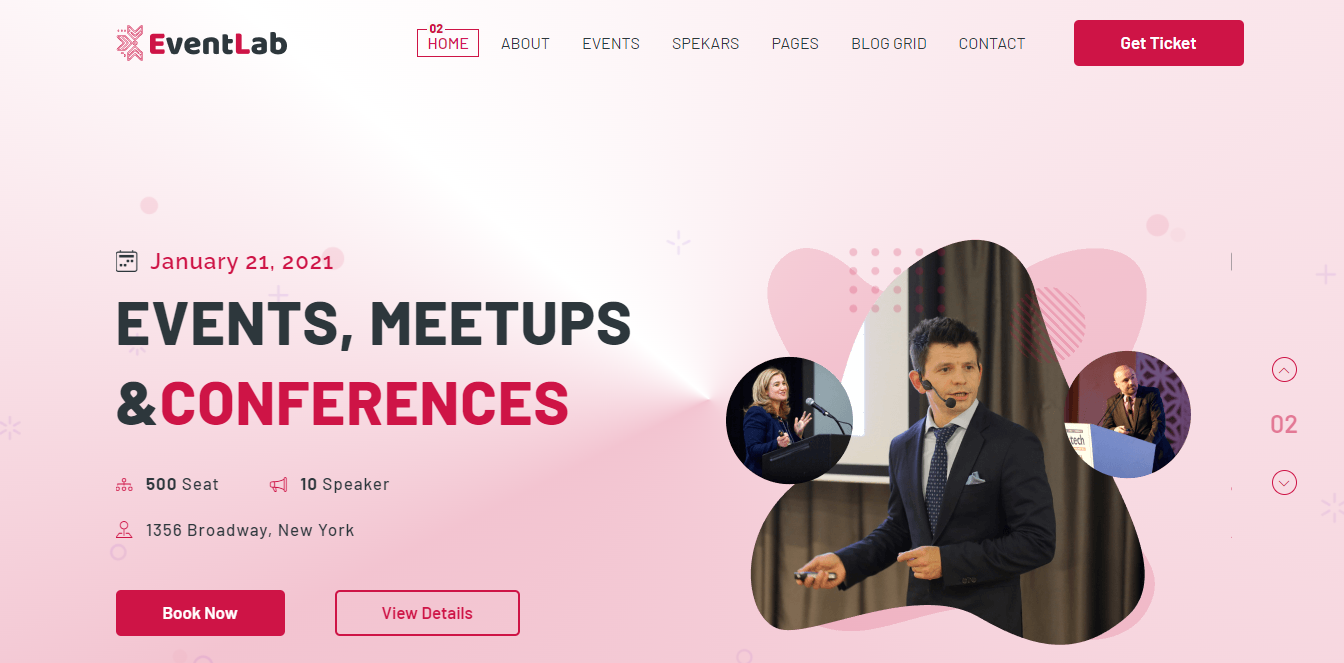 EventLab
02
HOME
ABOUT
EVENTS
SPEKARS
PAGES
BLOG GRID
CONTACT
Get Ticket
January 21, 2021
EVENTS, MEETUPS
&CONFERENCES
500 Seat
10 Speaker
1356 Broadway, New York
Book Now
View Details
tech
02